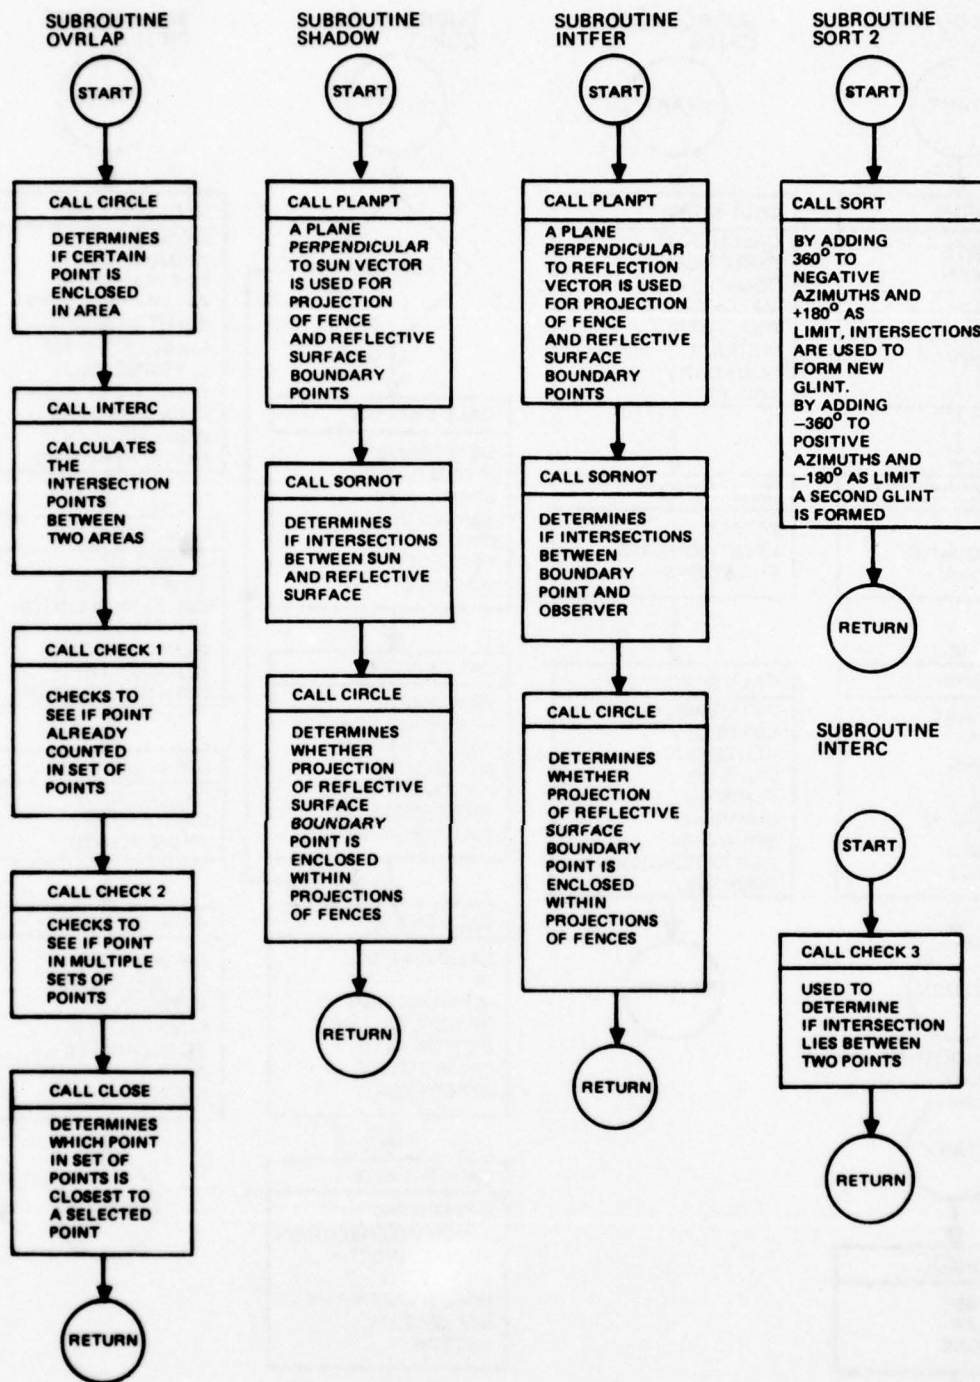 SUBROUTINE
OVRLAP
START
CALL CIRCLE
DETERMINES
IF CERTAIN
POINT IS
ENCLOSED
IN AREA
CALL INTERC
CALCULATES
THE
INTERSECTION
POINTS
BETWEEN
TWO AREAS
CALL CHECK 1
CHECKS TO
SEE IF POINT
ALREADY
COUNTED
IN SET OF
POINTS
CALL CHECK 2
CHECKS TO
SEE IF POINT
IN MULTIPLE
SETS OF
POINTS
CALL CLOSE
DETERMINES
WHICH POINT
IN SET OF
POINTS IS
CLOSEST TO
A SELECTED
POINT
RETURN
SUBROUTINE
SHADOW
START
CALL PLANPT
A PLANE
PERPENDICULAR
TO SUN VECTOR
IS USED FOR
PROJECTION
OF FENCE
AND REFLECTIVE
SURFACE
BOUNDARY
POINTS
CALL SORNOT
DETERMINES
IF INTERSECTIONS
BETWEEN SUN
AND REFLECTIVE
SURFACE
CALL CIRCLE
DETERMINES
WHETHER
PROJECTION
OF REFLECTIVE
SURFACE
BOUNDARY
POINT IS
ENCLOSED
WITHIN
PROJECTIONS
OF FENCES
RETURN
SUBROUTINE
INTFER
START
CALL PLANPT
A PLANE
PERPENDICULAR
TO REFLECTION
VECTOR IS USED
FOR PROJECTION
OF FENCE
AND REFLECTIVE
SURFACE
BOUNDARY
POINTS
CALL SORNOT
DETERMINES
IF INTERSECTIONS
BETWEEN
BOUNDARY
POINT AND
OBSERVER
CALL CIRCLE
DETERMINES
WHETHER
PROJECTION
OF REFLECTIVE
SURFACE
BOUNDARY
POINT IS
ENCLOSED
WITHIN
PROJECTIONS
OF FENCES
RETURN
SUBROUTINE
SORT 2
START
CALL SORT
BY ADDING
360° TO
NEGATIVE
AZIMUTHS AND
+180° AS
LIMIT, INTERSECTIONS
ARE USED TO
FORM NEW
GLINT.
BY ADDING
−360° TO
POSITIVE
AZIMUTHS AND
−180° AS LIMIT
A SECOND GLINT
IS FORMED
RETURN
SUBROUTINE
INTERC
START
CALL CHECK 3
USED TO
DETERMINE
IF INTERSECTION
LIES BETWEEN
TWO POINTS
RETURN